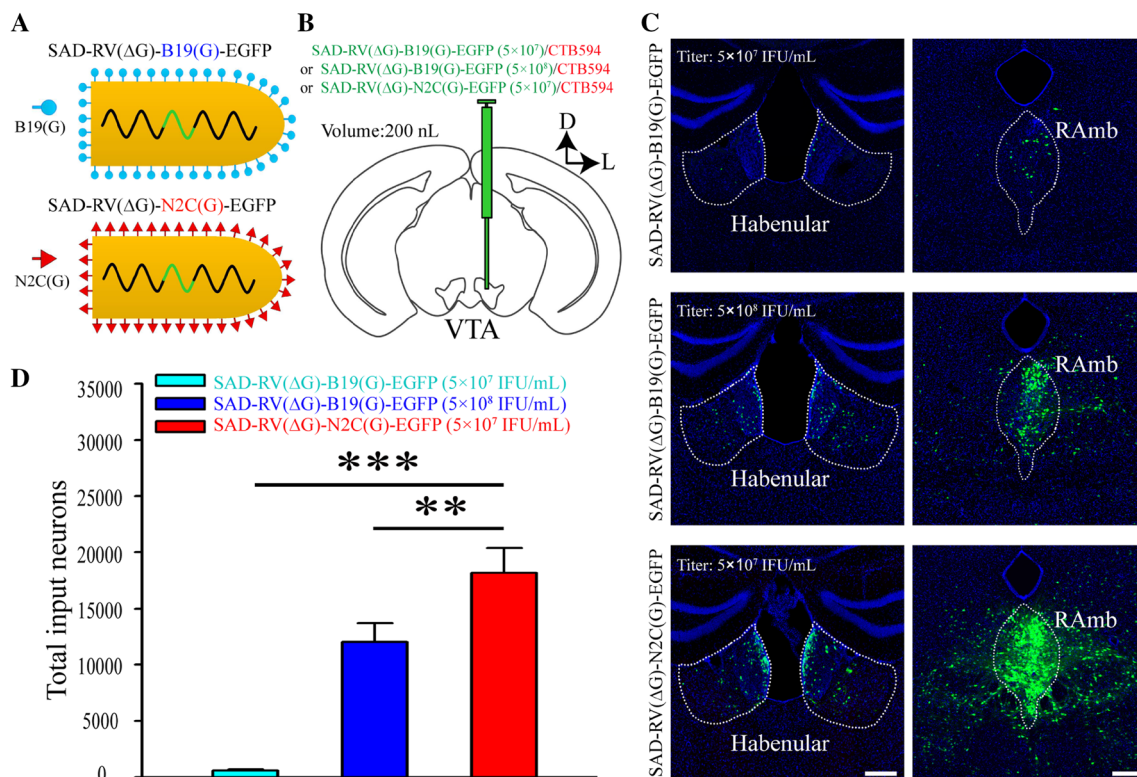 A
SAD-RV(ΔG)-B19(G)-EGFP
B19(G)
SAD-RV(ΔG)-N2C(G)-EGFP
N2C(G)
B
SAD-RV(ΔG)-B19(G)-EGFP (5×10⁷)/CTB594
or SAD-RV(ΔG)-B19(G)-EGFP (5×10⁸)/CTB594
or SAD-RV(ΔG)-N2C(G)-EGFP (5×10⁷)/CTB594
Volume:200 nL
D
L
VTA
C
SAD-RV(ΔG)-B19(G)-EGFP
Titer: 5×10⁷ IFU/mL
Habenular
RAmb
SAD-RV(ΔG)-B19(G)-EGFP
Titer: 5×10⁸ IFU/mL
Habenular
RAmb
SAD-RV(ΔG)-N2C(G)-EGFP
Titer: 5×10⁷ IFU/mL
Habenular
RAmb
D
Total input neurons
35000
30000
25000
20000
15000
10000
5000
0
SAD-RV(ΔG)-B19(G)-EGFP (5×10⁷ IFU/mL)
SAD-RV(ΔG)-B19(G)-EGFP (5×10⁸ IFU/mL)
SAD-RV(ΔG)-N2C(G)-EGFP (5×10⁷ IFU/mL)
***
**